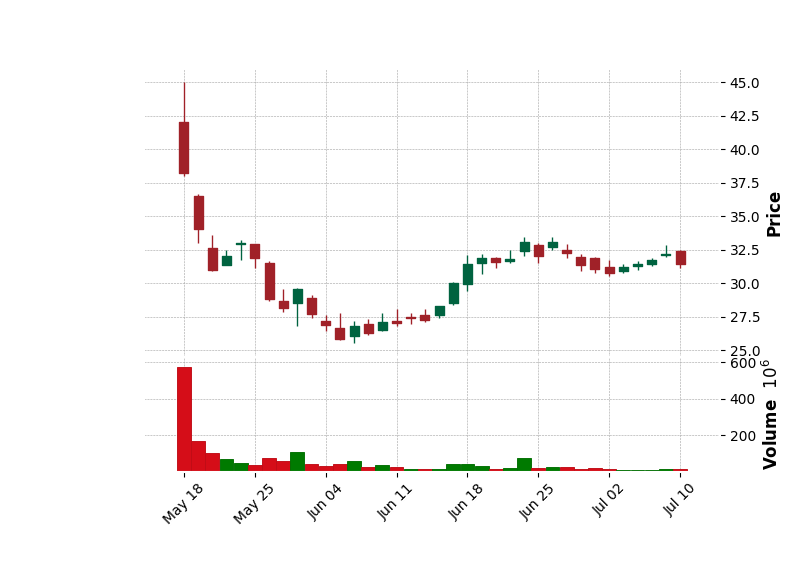 45.0
42.5
40.0
37.5
35.0
32.5
30.0
27.5
25.0
Price
600
400
200
Volume 10^6
May 18
May 25
Jun 04
Jun 11
Jun 18
Jun 25
Jul 02
Jul 10